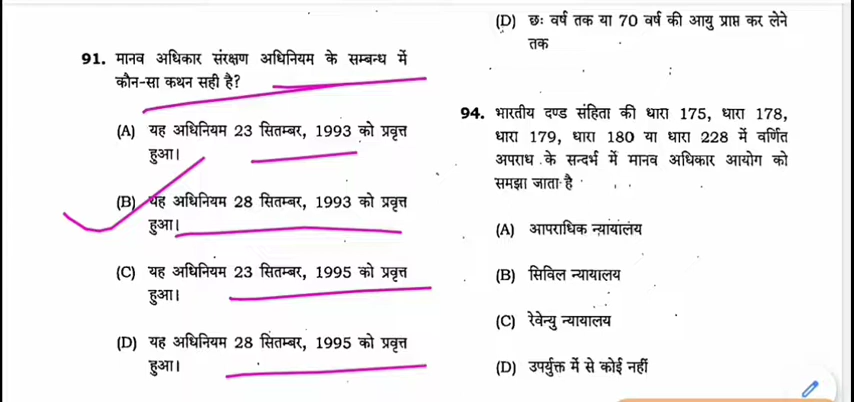 91. मानव अधिकार संरक्षण अधिनियम के सम्बन्ध में
कौन-सा कथन सही है?
(A) यह अधिनियम 23 सितम्बर, 1993 को प्रवृत्त
हुआ।
(B) यह अधिनियम 28 सितम्बर, 1993 को प्रवृत्त
हुआ।
(C) यह अधिनियम 23 सितम्बर, 1995 को प्रवृत्त
हुआ।
(D) यह अधिनियम 28 सितम्बर, 1995 को प्रवृत्त
हुआ।
(D) छः वर्ष तक या 70 वर्ष की आयु प्राप्त कर लेने
तक
94. भारतीय दण्ड संहिता की धारा 175, धारा 178,
धारा 179, धारा 180 या धारा 228 में वर्णित
अपराध के सन्दर्भ में मानव अधिकार आयोग को
समझा जाता है
(A) आपराधिक न्यायालय
(B) सिविल न्यायालय
(C) रेवेन्यु न्यायालय
(D) उपर्युक्त में से कोई नहीं